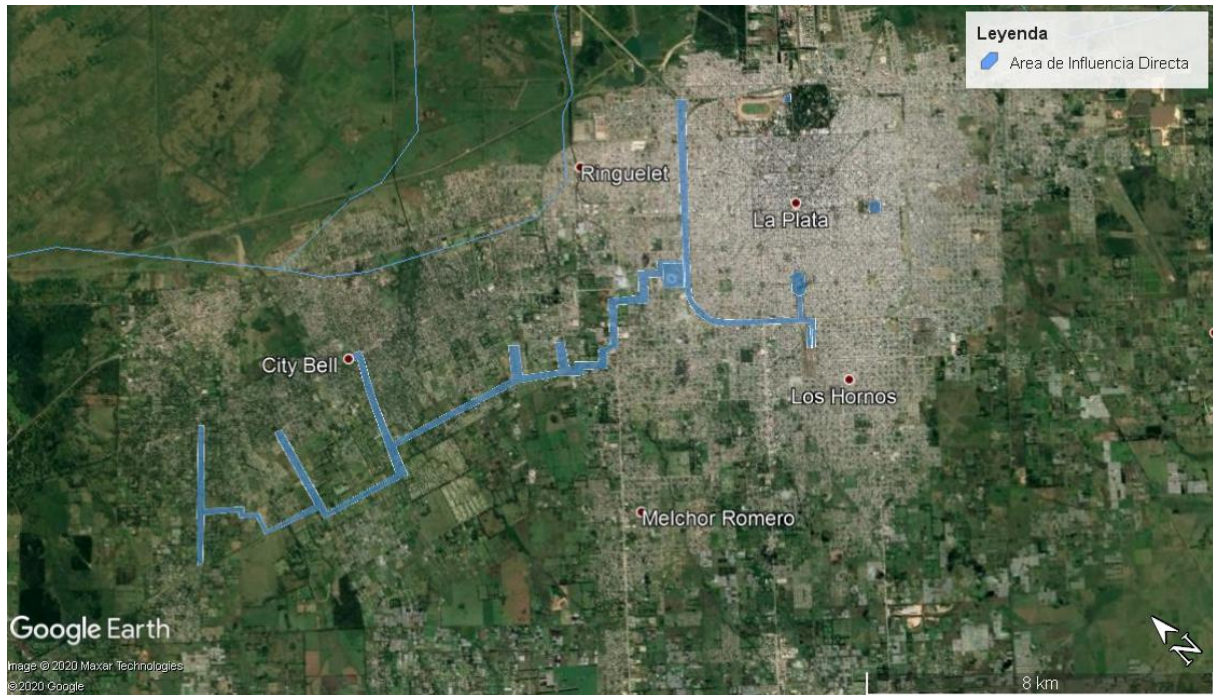 Leyenda
Area de Influencia Directa
Ringuelet
La Plata
City Bell
Los Hornos
Melchor Romero
Google Earth
Image © 2020 Maxar Technologies
© 2020 Google
N
8 km